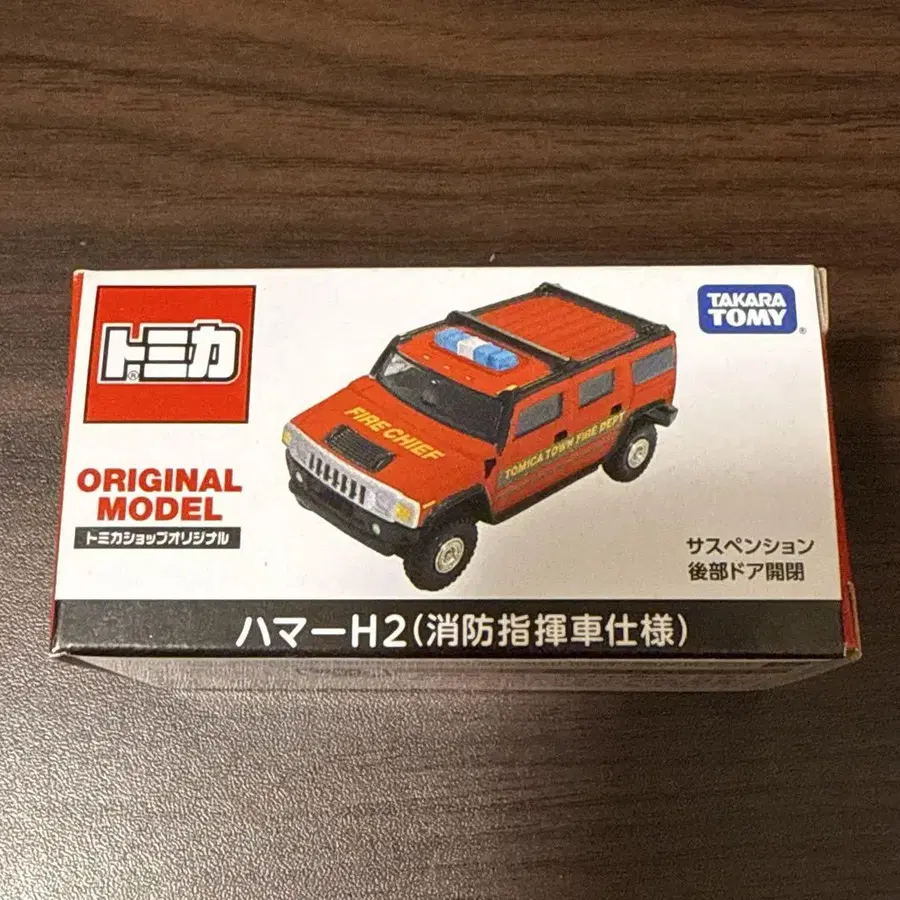 トミカ
®
ORIGINAL
MODEL
トミカショップオリジナル
FIRE CHIEF
TOMICA TOWN FIRE DEPT
TAKARA
TOMY
®
サスペンション
後部ドア開閉
ハマーH2(消防指揮車仕様)